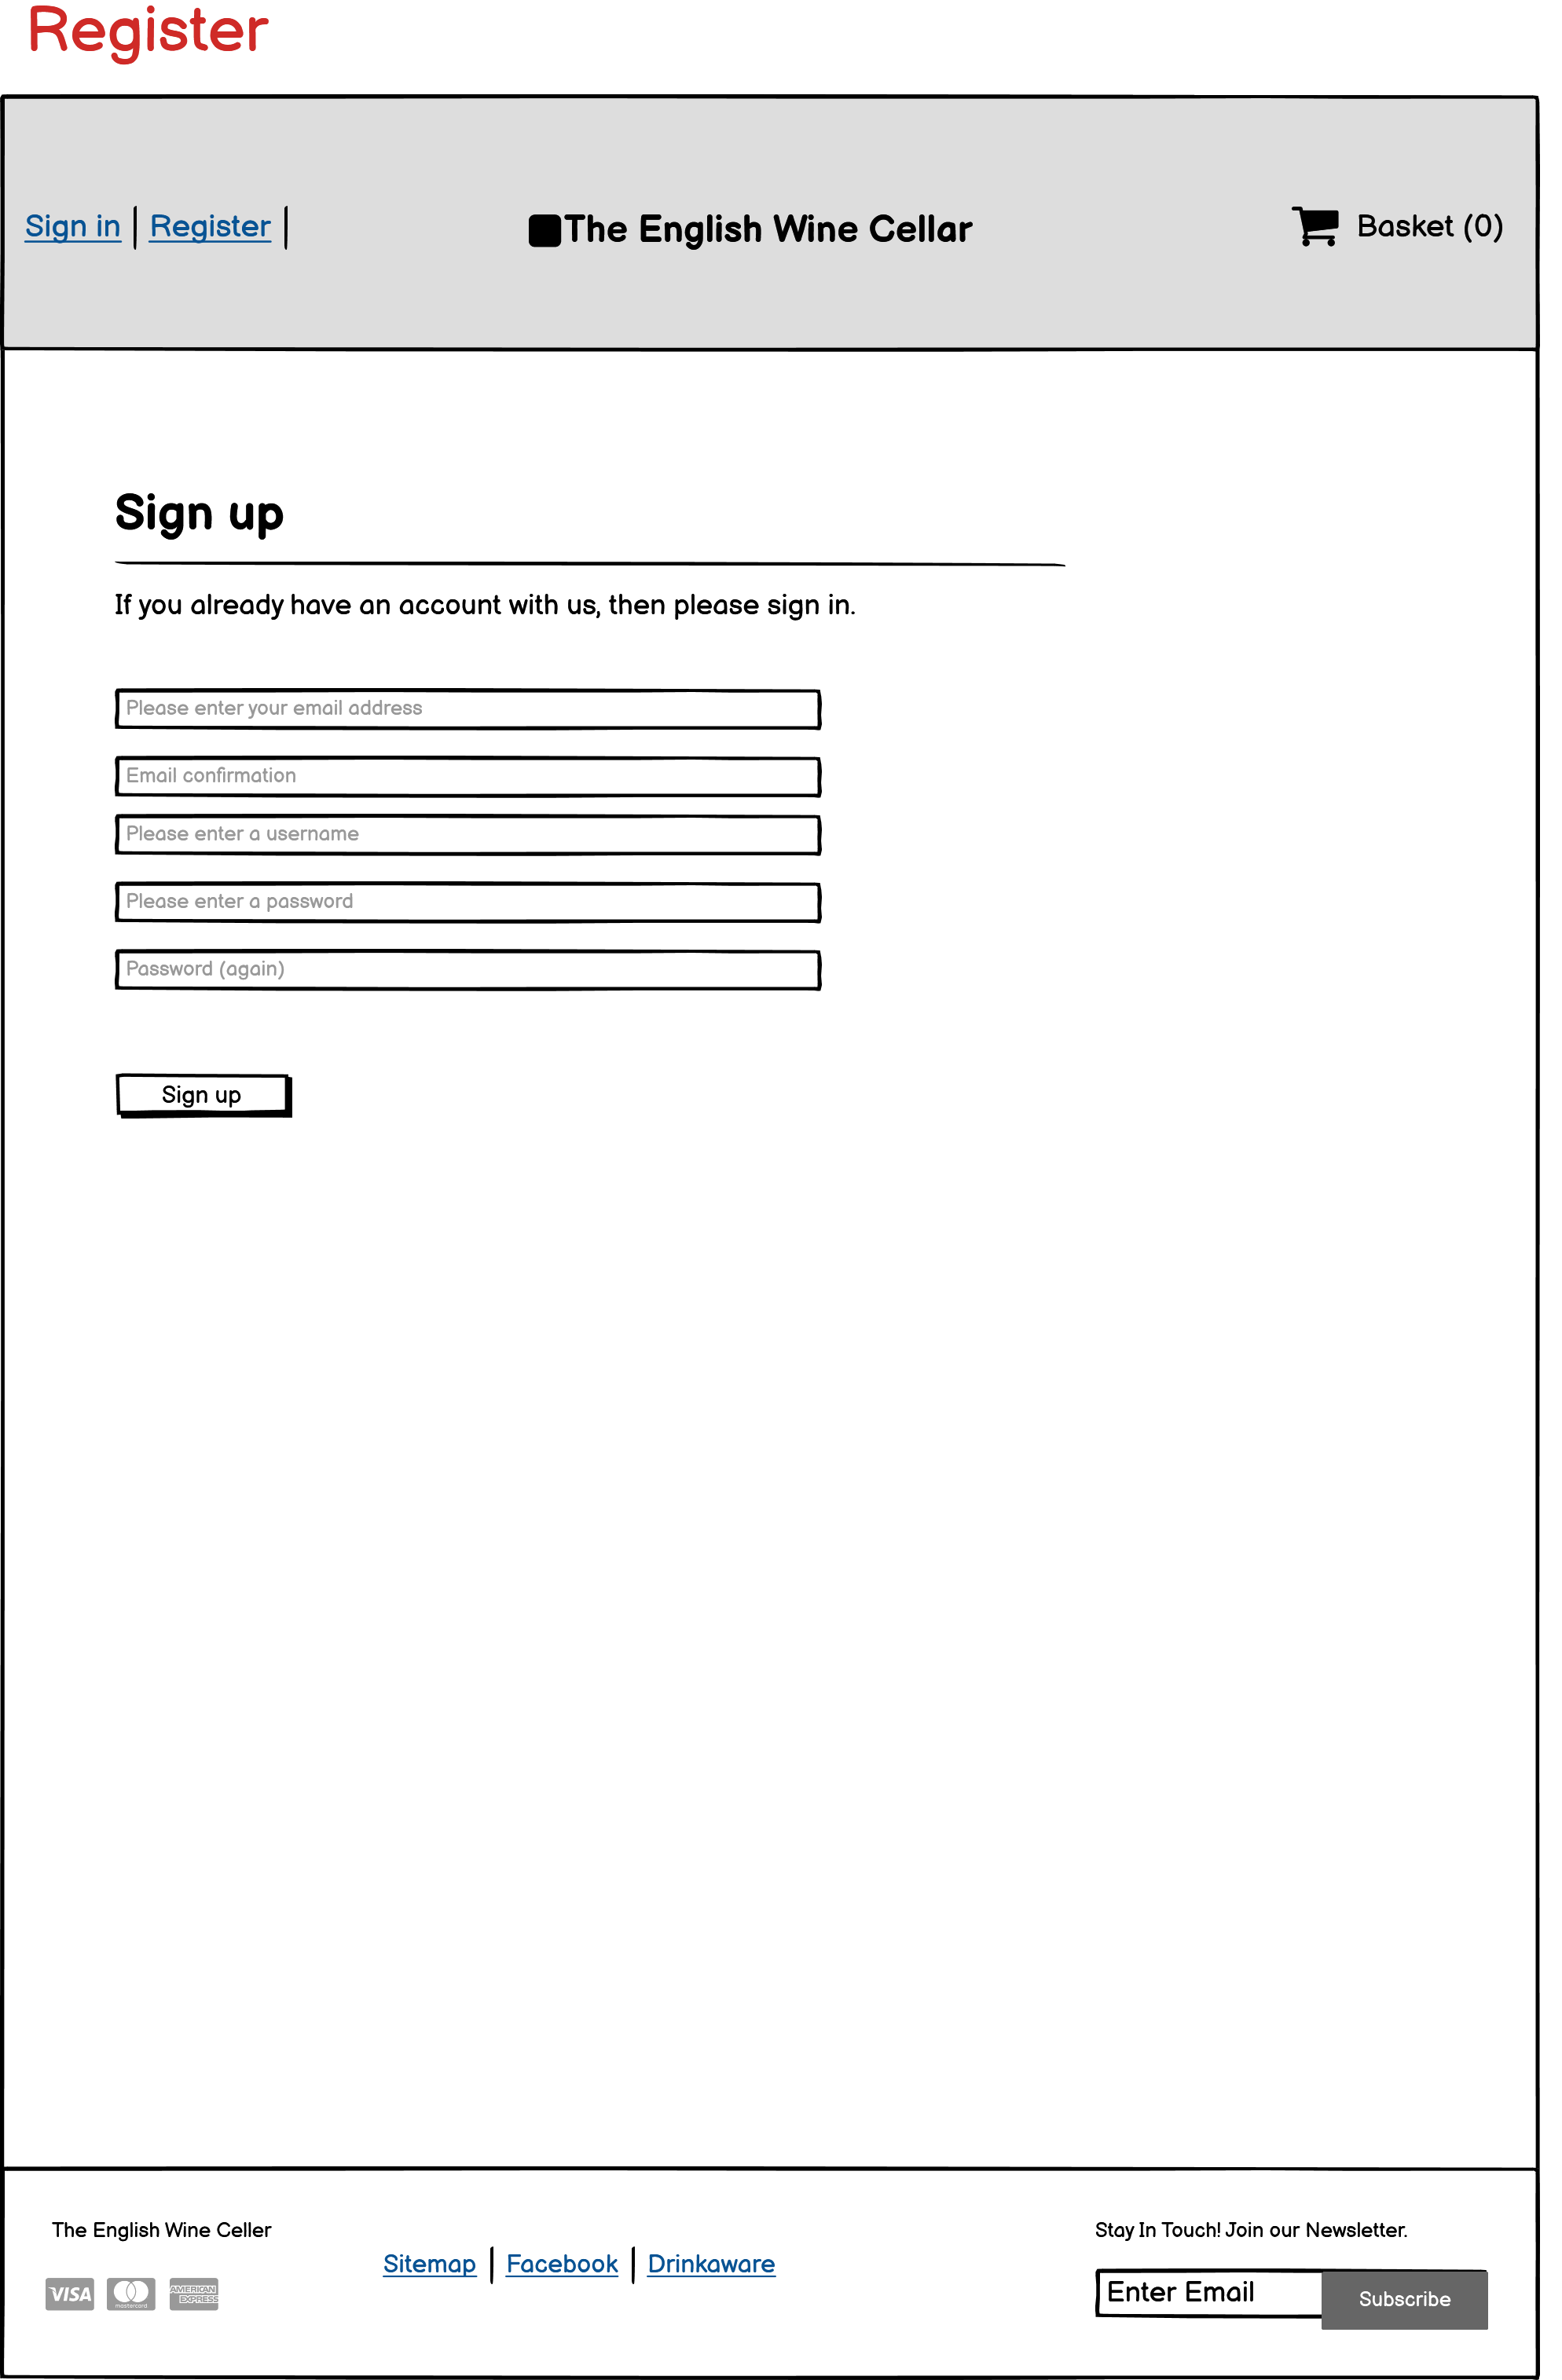 Register
Sign in | Register |
The English Wine Cellar
Basket (0)
Sign up
If you already have an account with us, then please sign in.
Please enter your email address
Email confirmation
Please enter a username
Please enter a password
Password (again)
Sign up
The English Wine Celler
Stay In Touch! Join our Newsletter.
Sitemap | Facebook | Drinkaware
VISA mastercard AMERICAN EXPRESS
Enter Email
Subscribe